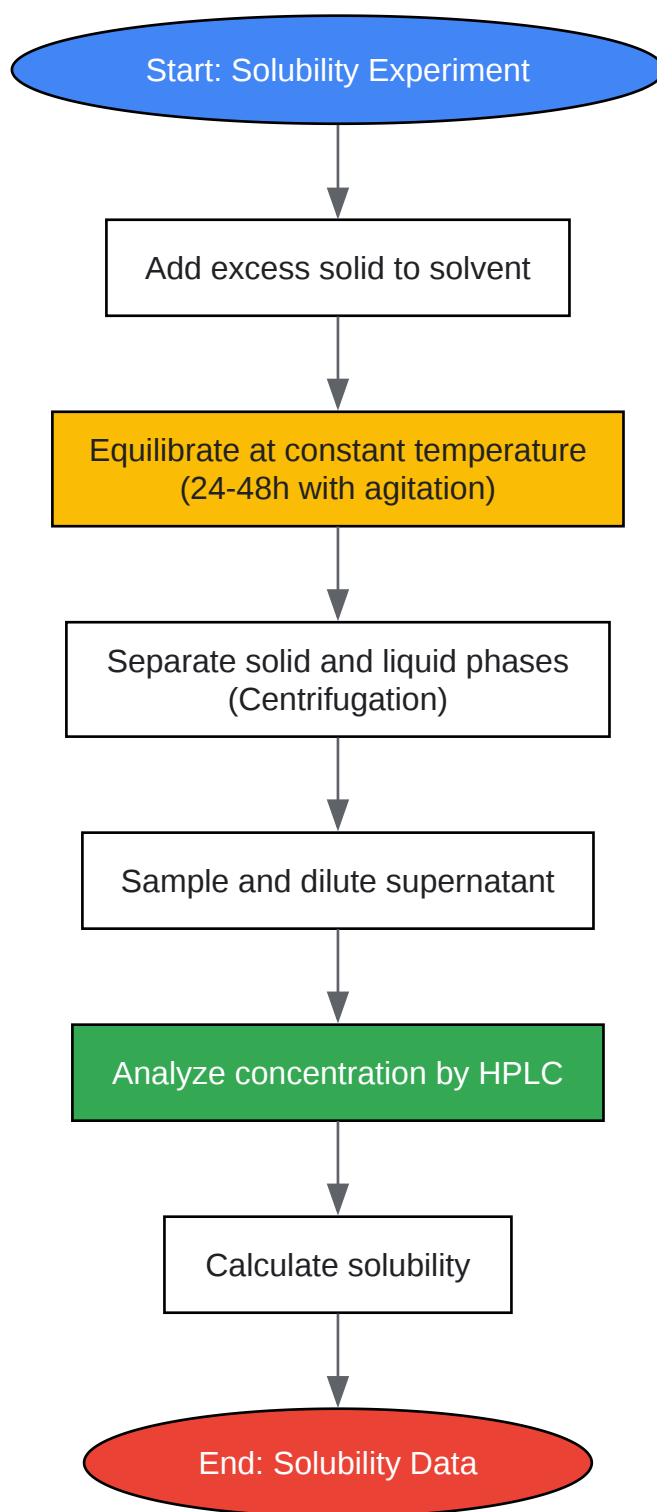 Start: Solubility Experiment
Add excess solid to solvent
Equilibrate at constant temperature
(24-48h with agitation)
Separate solid and liquid phases
(Centrifugation)
Sample and dilute supernatant
Analyze concentration by HPLC
Calculate solubility
End: Solubility Data